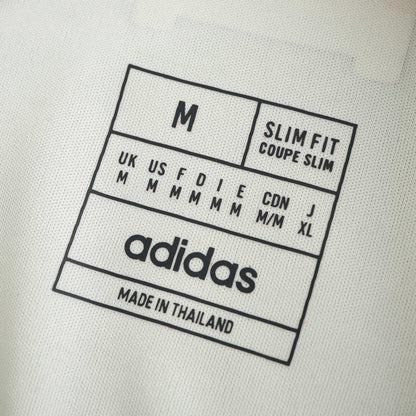 M
SLIM FIT
COUPE SLIM
UK US F D I E CDN J
M M M M M M M/M XL
adidas
MADE IN THAILAND